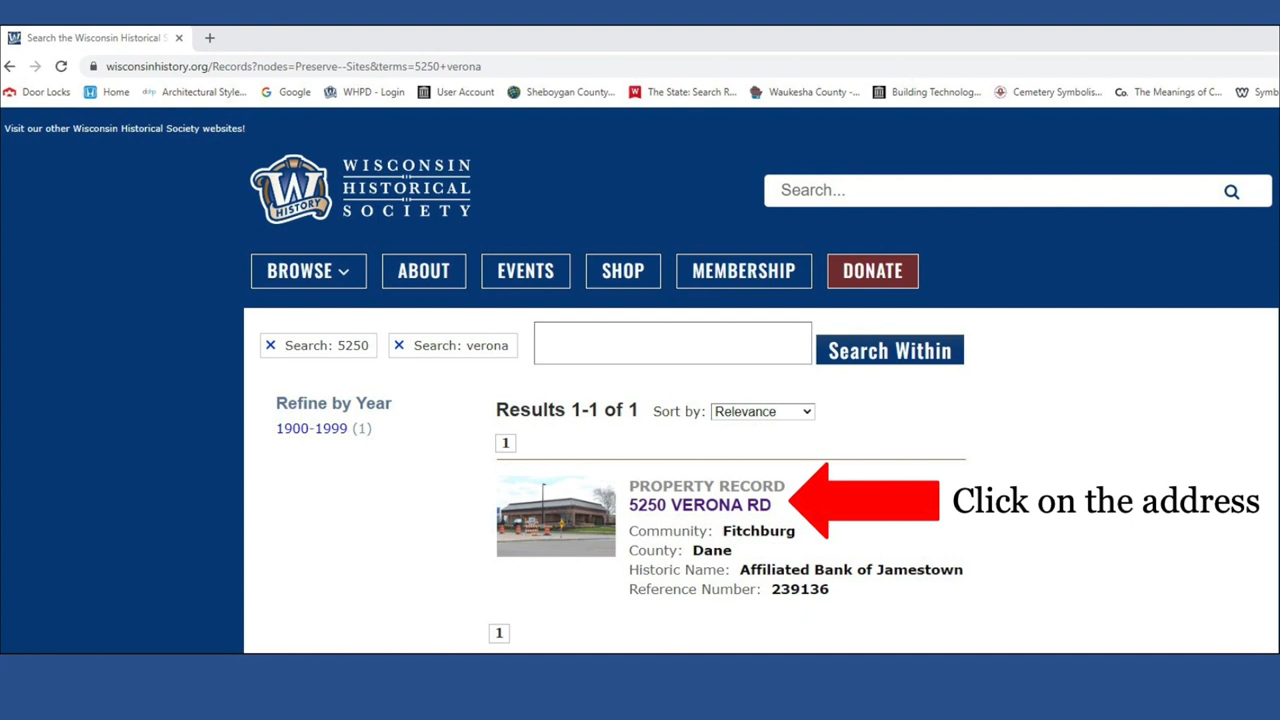 Search the Wisconsin Historical S
wisconsinhistory.org/Records?nodes=Preserve--Sites&terms=5250+verona
Door Locks Home Architectural Style... Google WHPD - Login User Account Sheboygan County... The State: Search R... Waukesha County -... Building Technolog... Cemetery Symbolis... Co. The Meanings of C... Symb
Visit our other Wisconsin Historical Society websites!
W
HISTORY
WISCONSIN
HISTORICAL
SOCIETY
Search...
BROWSE ABOUT EVENTS SHOP MEMBERSHIP DONATE
Search: 5250 Search: verona Search Within
Refine by Year
1900-1999 (1)
Results 1-1 of 1 Sort by: Relevance
1
PROPERTY RECORD
5250 VERONA RD
Community: Fitchburg
County: Dane
Historic Name: Affiliated Bank of Jamestown
Reference Number: 239136
Click on the address
1